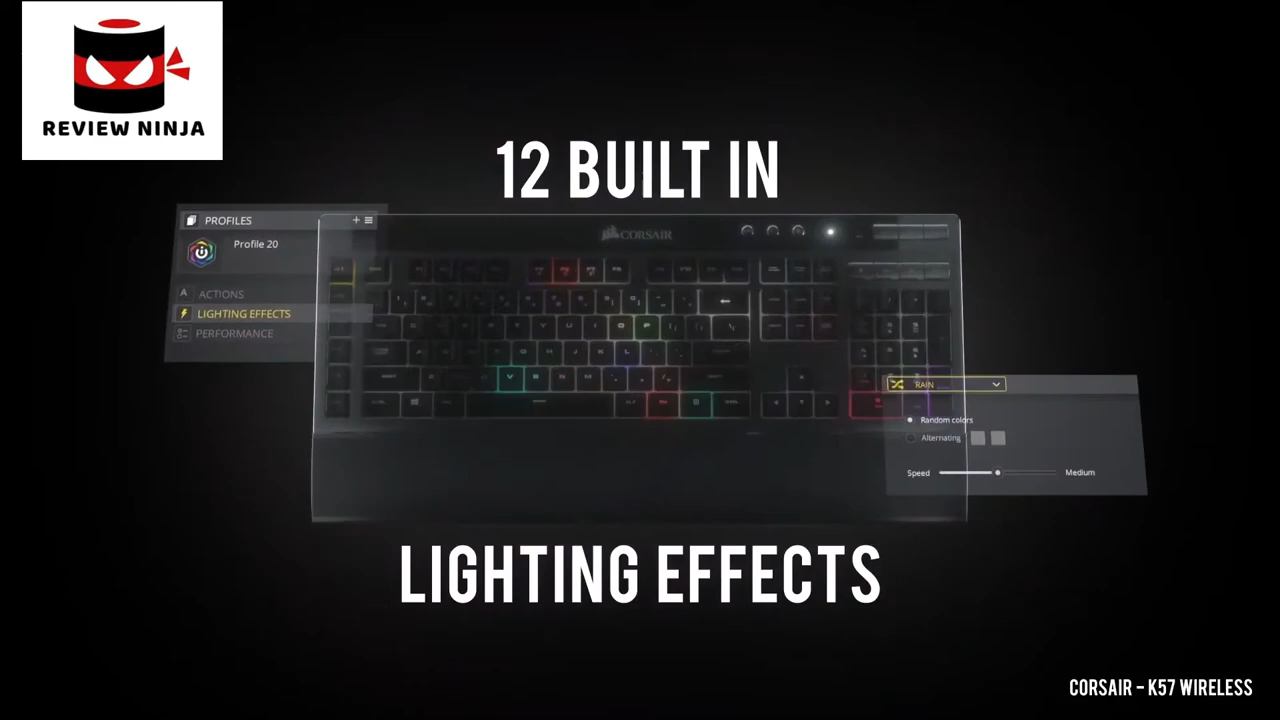 REVIEW NINJA
12 BUILT IN
PROFILES
Profile 20
ACTIONS
LIGHTING EFFECTS
PERFORMANCE
CORSAIR
RAIN
Random colors
Alternating
Speed
Medium
LIGHTING EFFECTS
CORSAIR - K57 WIRELESS